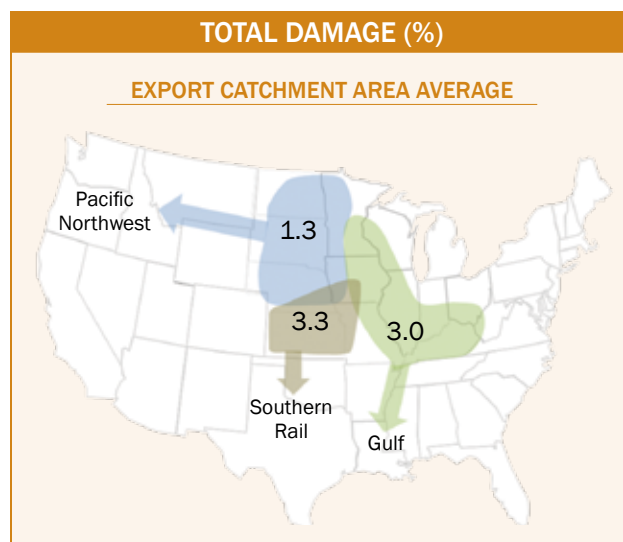 TOTAL DAMAGE (%)
EXPORT CATCHMENT AREA AVERAGE
Pacific
Northwest
1.3
3.3
3.0
Southern
Rail
Gulf